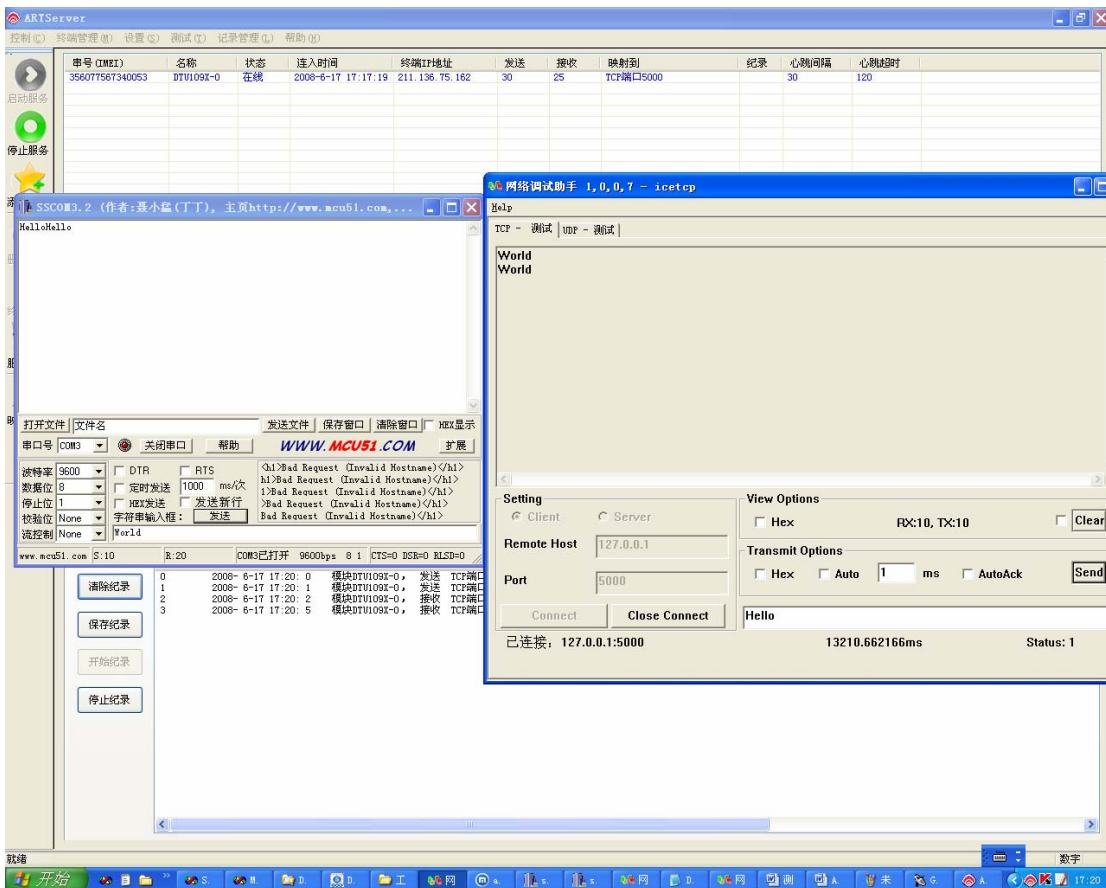 ARTServer
控制(C) 终端管理(M) 设置(S) 测试(T) 记录管理(L) 帮助(H)
串号(IMEI) 名称 状态 连入时间 终端IP地址 发送 接收 映射到 纪录 心跳间隔 心跳超时
356077567340053 DTU109X-0 在线 2008-6-17 17:17:19 211.136.75.162 30 25 TCP端口5000 30 120
启动服务
停止服务
SSCOM3.2 (作者:聂小猛(丁丁), 主页http://www.mcu51.com,...
HelloHello
打开文件 文件名 发送文件 保存窗口 清除窗口 HEX显示
串口号 COM3 关闭串口 帮助 WWW.MCU51.COM 扩展
波特率 9600 DTR RTS
数据位 8 定时发送 1000 ms/次
停止位 1 HEX发送 发送新行
校验位 None 字符串输入框: 发送
流控制 None World
<h1>Bad Request (Invalid Hostname)</h1>
h1>Bad Request (Invalid Hostname)</h1>
1>Bad Request (Invalid Hostname)</h1>
>Bad Request (Invalid Hostname)</h1>
Bad Request (Invalid Hostname)</h1>
www.mcu51.com S:10 R:20 COM3已打开 9600bps 8 1 CTS=0 DSR=0 RLSD=0
网络调试助手 1,0,0,7 - icetcp
Help
TCP - 测试 UDP - 测试
World
World
Setting
Client Server
Remote Host 127.0.0.1
Port 5000
Connect Close Connect
View Options
Hex RX:10, TX:10 Clear
Transmit Options
Hex Auto 1 ms AutoAck Send
Hello
已连接: 127.0.0.1:5000 13210.662166ms Status: 1
清除纪录
保存纪录
开始纪录
停止纪录
0 2008- 6-17 17:20: 0 模块DTU109X-0, 发送 TCP端口
1 2008- 6-17 17:20: 1 模块DTU109X-0, 发送 TCP端口
2 2008- 6-17 17:20: 2 模块DTU109X-0, 接收 TCP端口
3 2008- 6-17 17:20: 5 模块DTU109X-0, 接收 TCP端口
就绪 数字
开始 S. M. D. D. 工 网 a. s. s. 网 D. 网 测 A. 未 G. A. 17:20